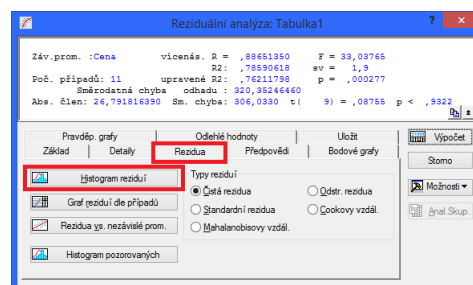 Reziduální analýza: Tabulka1
Záv.prom. :Cena vícenás. R = ,88651350 F = 33,03765
R2: ,78590618 sv = 1,9
Poč. případů: 11 upravené R2: ,76211798 p = ,000277
Směrodatná chyba odhadu : 320,35246460
Abs. člen: 26,791816390 Sm. chyba: 306,0330 t( 9) = ,08755 p < ,9322
Pravděp. grafy Odlehlé hodnoty Uložit
Základ Detaily Rezidua Předpovědi Bodové grafy
Histogram reziduí
Graf reziduí dle případů
Rezidua vs. nezávislé prom.
Histogram pozorovaných
Typy reziduí
Čistá rezidua Odstr. rezidua
Standardní rezidua Cookovy vzdál.
Mahalanobisovy vzdál.
Výpočet
Storno
Možnosti
Anal.Skup.